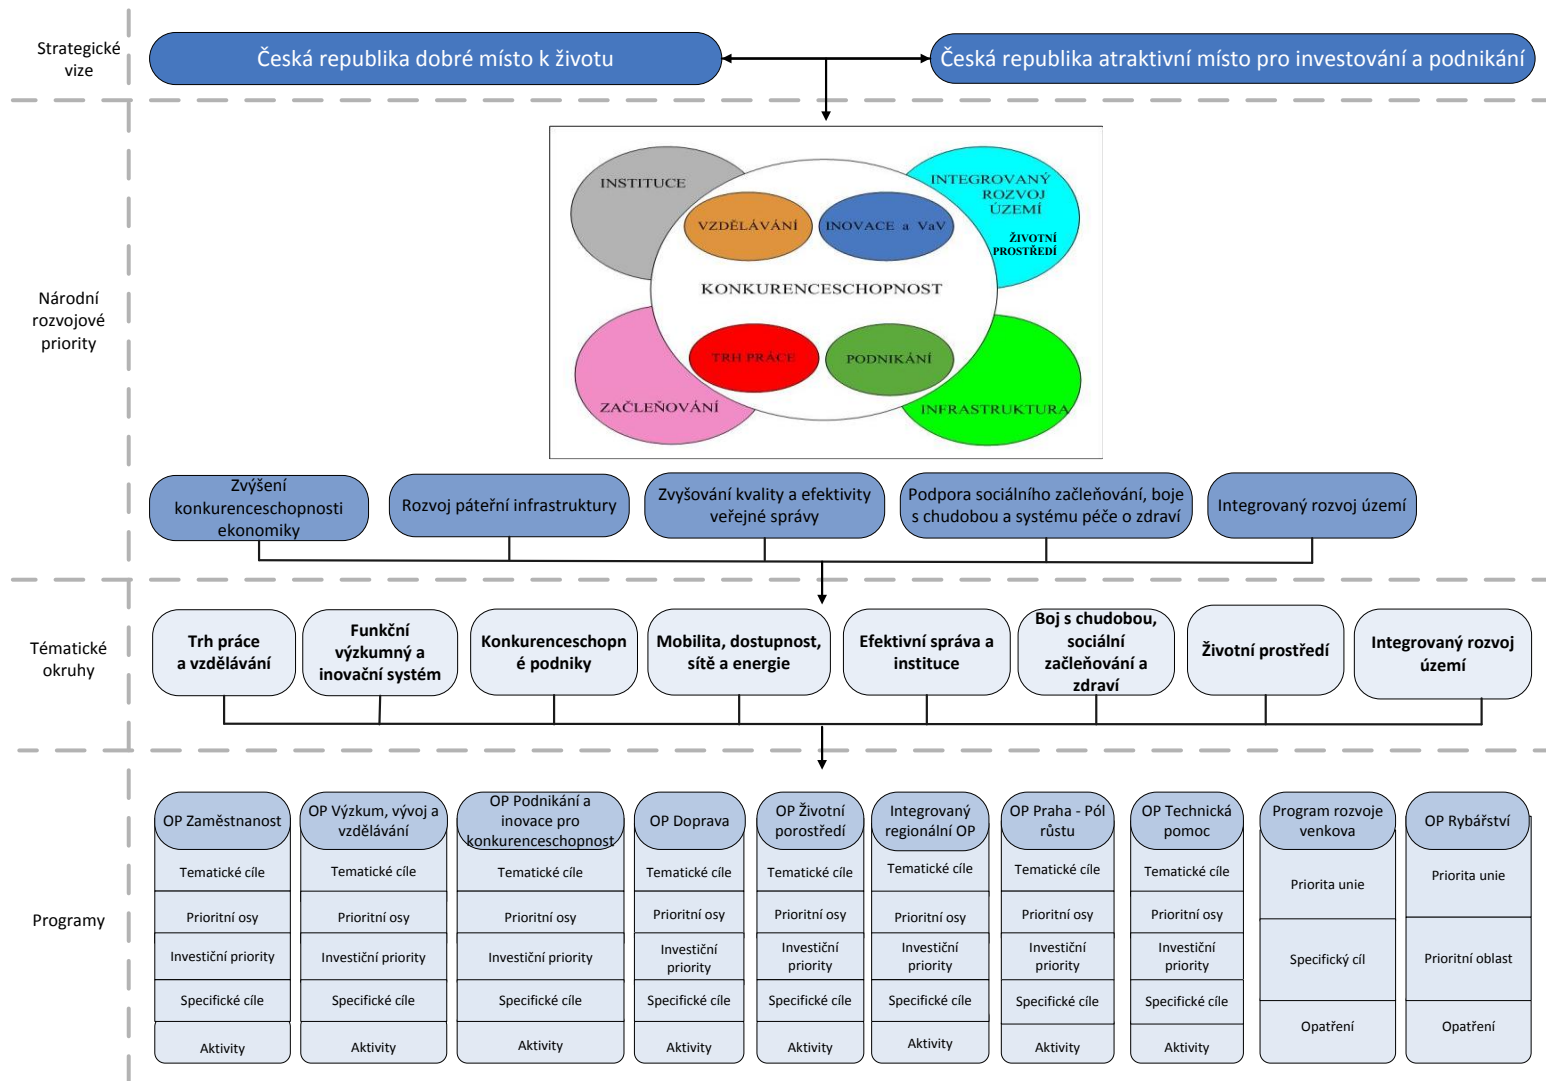 Strategické
vize
Česká republika dobré místo k životu
Česká republika atraktivní místo pro investování a podnikání
Národní
rozvojové
priority
INSTITUCE
INTEGROVANÝ
ROZVOJ
ÚZEMÍ
ŽIVOTNÍ
PROSTŘEDÍ
VZDĚLÁVÁNÍ
INOVACE a VaV
KONKURENCESCHOPNOST
TRH PRÁCE
PODNIKÁNÍ
ZAČLEŇOVÁNÍ
INFRASTRUKTURA
Zvýšení
konkurenceschopnosti
ekonomiky
Rozvoj páteřní infrastruktury
Zvyšování kvality a efektivity
veřejné správy
Podpora sociálního začleňování, boje
s chudobou a systému péče o zdraví
Integrovaný rozvoj území
Tématické
okruhy
Trh práce
a vzdělávání
Funkční
výzkumný a
inovační systém
Konkurenceschopn
é podniky
Mobilita, dostupnost,
sítě a energie
Efektivní správa a
instituce
Boj s chudobou,
sociální
začleňování a
zdraví
Životní prostředí
Integrovaný rozvoj
území
Programy
OP Zaměstnanost
Tematické cíle
Prioritní osy
Investiční priority
Specifické cíle
Aktivity
OP Výzkum, vývoj a
vzdělávání
Tematické cíle
Prioritní osy
Investiční priority
Specifické cíle
Aktivity
OP Podnikání a
inovace pro
konkurenceschopnost
Tematické cíle
Prioritní osy
Investiční priority
Specifické cíle
Aktivity
OP Doprava
Tematické cíle
Prioritní osy
Investiční
priority
Specifické cíle
Aktivity
OP Životní
porostředí
Tematické cíle
Prioritní osy
Investiční
priority
Specifické cíle
Aktivity
Integrovaný
regionální OP
Tematické cíle
Prioritní osy
Investiční
priority
Specifické cíle
Aktivity
OP Praha - Pól
růstu
Tematické cíle
Prioritní osy
Investiční
priority
Specifické cíle
Aktivity
OP Technická
pomoc
Tematické cíle
Prioritní osy
Investiční
priority
Specifické cíle
Aktivity
Program rozvoje
venkova
Priorita unie
Specifický cíl
Opatření
OP Rybářství
Priorita unie
Prioritní oblast
Opatření